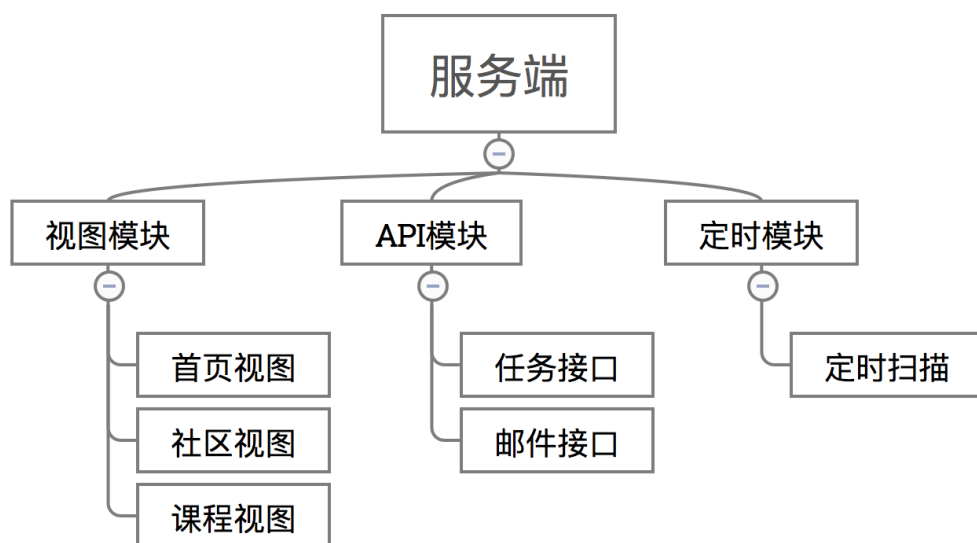 服务端
视图模块
API模块
定时模块
首页视图
任务接口
定时扫描
社区视图
邮件接口
课程视图